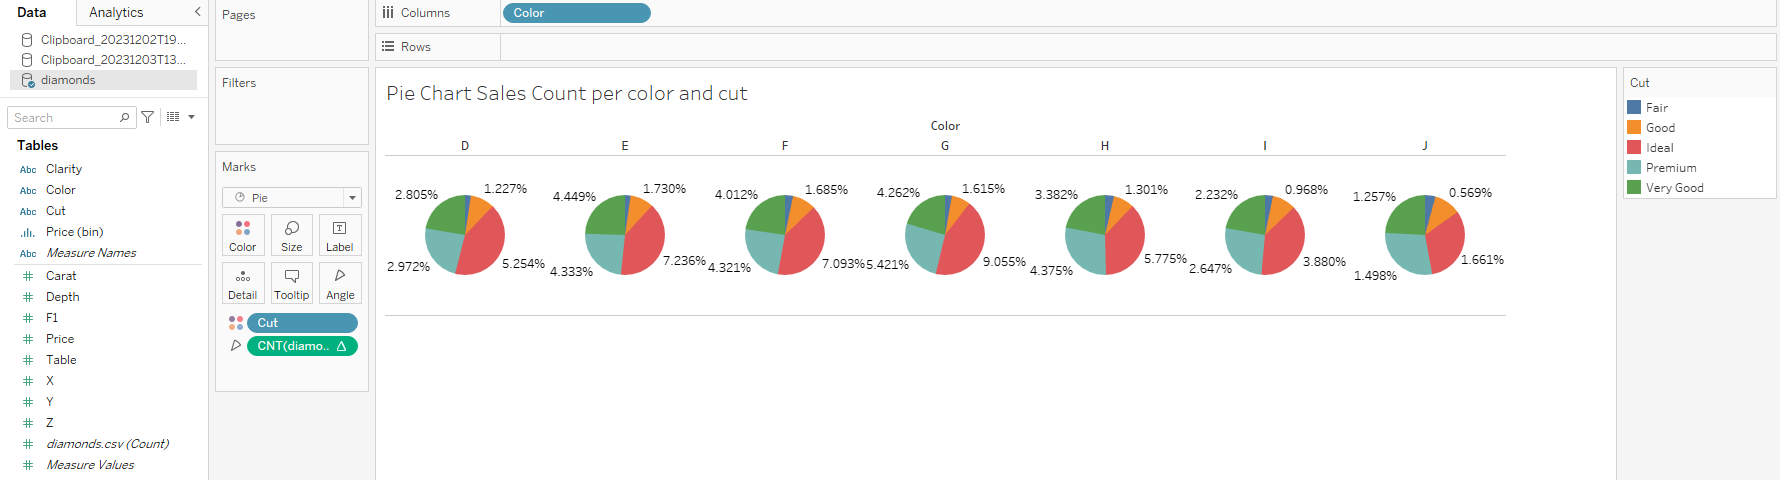 Data
Analytics
Clipboard_20231202T19...
Clipboard_20231203T13...
diamonds
Search
Tables
Abc Clarity
Abc Color
Abc Cut
Price (bin)
Abc Measure Names
# Carat
# Depth
# F1
# Price
# Table
# X
# Y
# Z
# diamonds.csv (Count)
# Measure Values
Pages
Filters
Marks
Pie
Color
Size
Label
Detail
Tooltip
Angle
Cut
CNT(diamo.. Δ
Columns
Color
Rows
Pie Chart Sales Count per color and cut
Color
D E F G H I J
2.805% 1.227% 4.449% 1.730% 4.012% 1.685% 4.262% 1.615% 3.382% 1.301% 2.232% 0.968% 1.257% 0.569%
2.972% 5.254% 4.333% 7.236% 4.321% 7.093% 5.421% 9.055% 4.375% 5.775% 2.647% 3.880% 1.498% 1.661%
Cut
Fair
Good
Ideal
Premium
Very Good